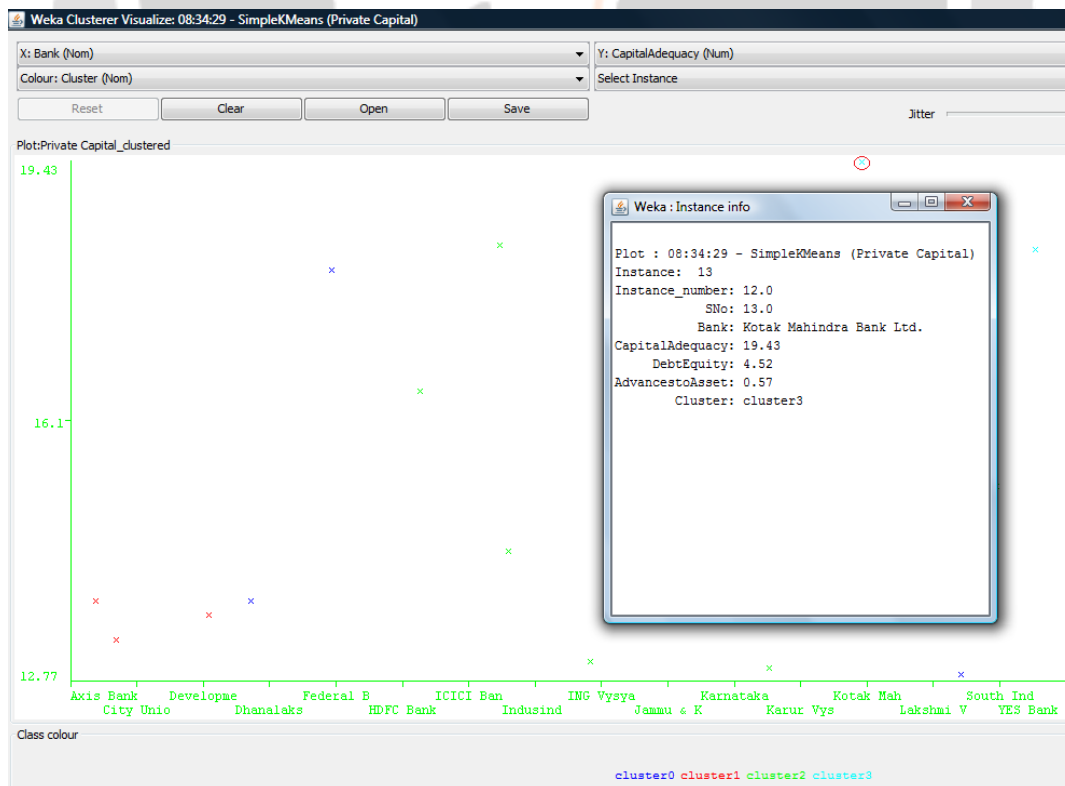 Weka Clusterer Visualize: 08:34:29 - SimpleKMeans (Private Capital)
X: Bank (Nom)
Y: CapitalAdequacy (Num)
Colour: Cluster (Nom)
Select Instance
Reset
Clear
Open
Save
Jitter
Plot:Private Capital_clustered
19.43
16.1
12.77
Weka : Instance info
Plot : 08:34:29 - SimpleKMeans (Private Capital)
Instance: 13
Instance_number: 12.0
SNo: 13.0
Bank: Kotak Mahindra Bank Ltd.
CapitalAdequacy: 19.43
DebtEquity: 4.52
AdvancestoAsset: 0.57
Cluster: cluster3
Axis Bank Developme Federal B ICICI Ban ING Vysya Karnataka Kotak Mah South Ind
City Unio Dhanalaks HDFC Bank Indusind Jammu & K Karur Vys Lakshmi V YES Bank
Class colour
cluster0 cluster1 cluster2 cluster3